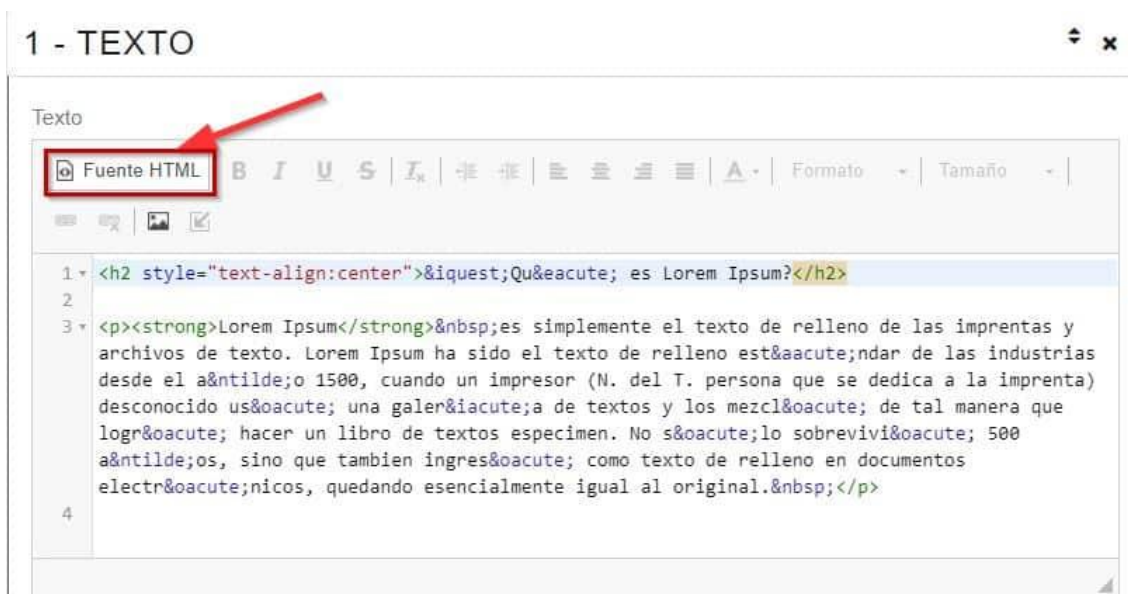 1 - TEXTO
Texto
Fuente HTML B I U S Ix A Formato Tamaño
1 <h2 style="text-align:center">&iquest;Qu&eacute; es Lorem Ipsum?</h2>
2
3 <p><strong>Lorem Ipsum</strong>&nbsp;es simplemente el texto de relleno de las imprentas y
archivos de texto. Lorem Ipsum ha sido el texto de relleno est&aacute;ndar de las industrias
desde el a&ntilde;o 1500, cuando un impresor (N. del T. persona que se dedica a la imprenta)
desconocido us&oacute; una galer&iacute;a de textos y los mezcl&oacute; de tal manera que
logr&oacute; hacer un libro de textos especimen. No s&oacute;lo sobrevivi&oacute; 500
a&ntilde;os, sino que tambien ingres&oacute; como texto de relleno en documentos
electr&oacute;nicos, quedando esencialmente igual al original.&nbsp;</p>
4